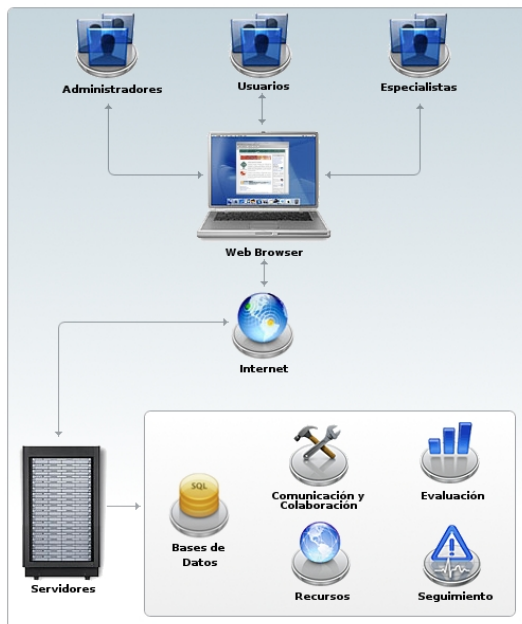 Administradores
Usuarios
Especialistas
Web Browser
Internet
Servidores
SQL
Bases de
Datos
Comunicación y
Colaboración
Evaluación
Recursos
Seguimiento